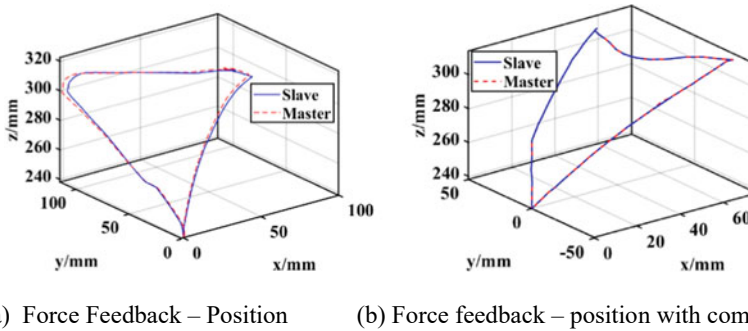 320
300
280
260
240
z/mm
100
50
0
y/mm
0
50
100
x/mm
Slave
Master
300
280
260
240
z/mm
50
0
-50
y/mm
0
20
40
60
x/mm
Slave
Master
) Force Feedback – Position
(b) Force feedback – position with com